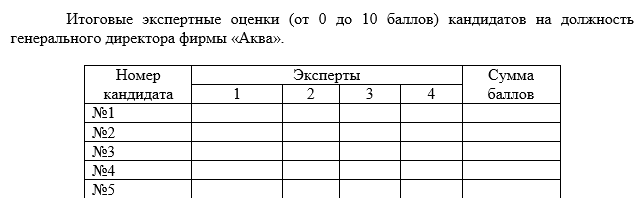 Итоговые экспертные оценки (от 0 до 10 баллов) кандидатов на должность
генерального директора фирмы «Аква».
Номер кандидата Эксперты Сумма баллов
1 2 3 4
№1
№2
№3
№4
№5